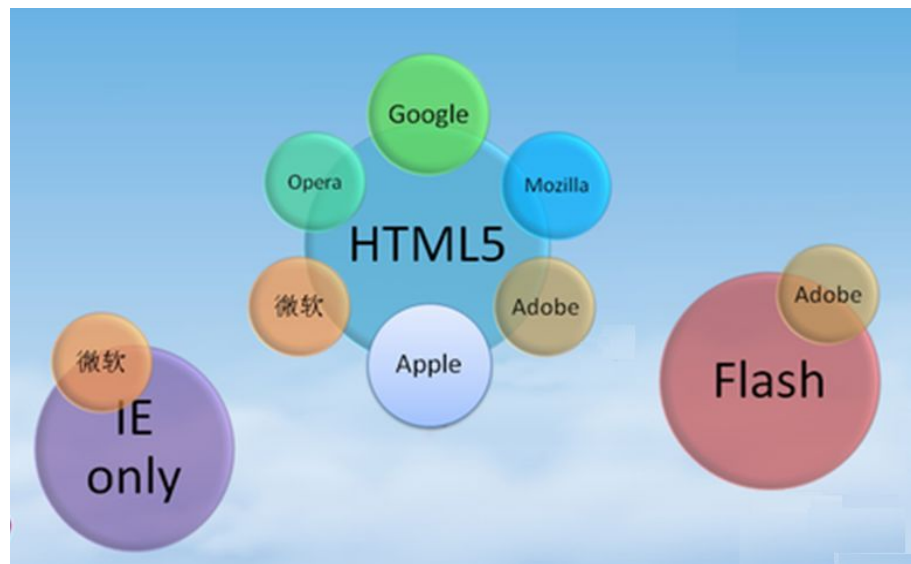 Google
Opera
Mozilla
HTML5
微软
Adobe
Apple
微软
IE
only
Adobe
Flash